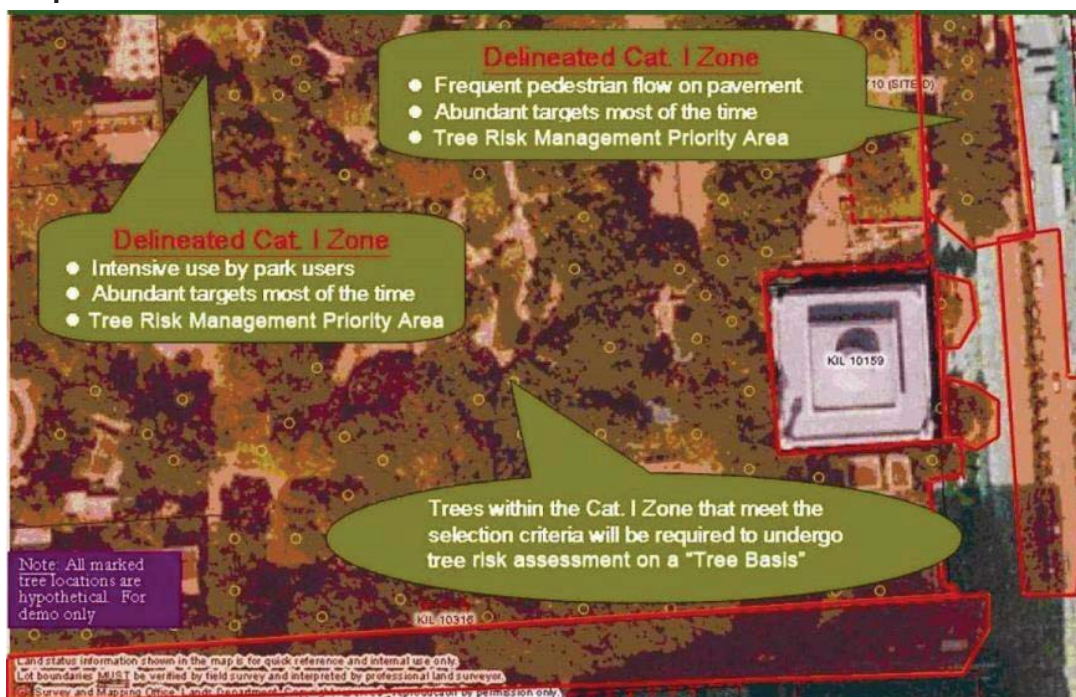 Delineated Cat. I Zone
● Frequent pedestrian flow on pavement
● Abundant targets most of the time
● Tree Risk Management Priority Area
710 (SITE D)
Delineated Cat. I Zone
● Intensive use by park users
● Abundant targets most of the time
● Tree Risk Management Priority Area
KIL 10159
Trees within the Cat. I Zone that meet the
selection criteria will be required to undergo
tree risk assessment on a "Tree Basis"
Note: All marked
tree locations are
hypothetical. For
demo only
KIL 10316
Land status information shown in the map is for quick reference and internal use only.
Lot boundaries MUST be verified by field survey and interpreted by professional land surveyor.
Survey and Mapping Office, Lands Department by permission only.